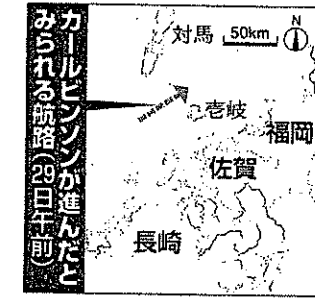 カールビンソンが進んだと
みられる航路(29日午前)
対馬
50km
N
壱岐
福岡
佐賀
長崎